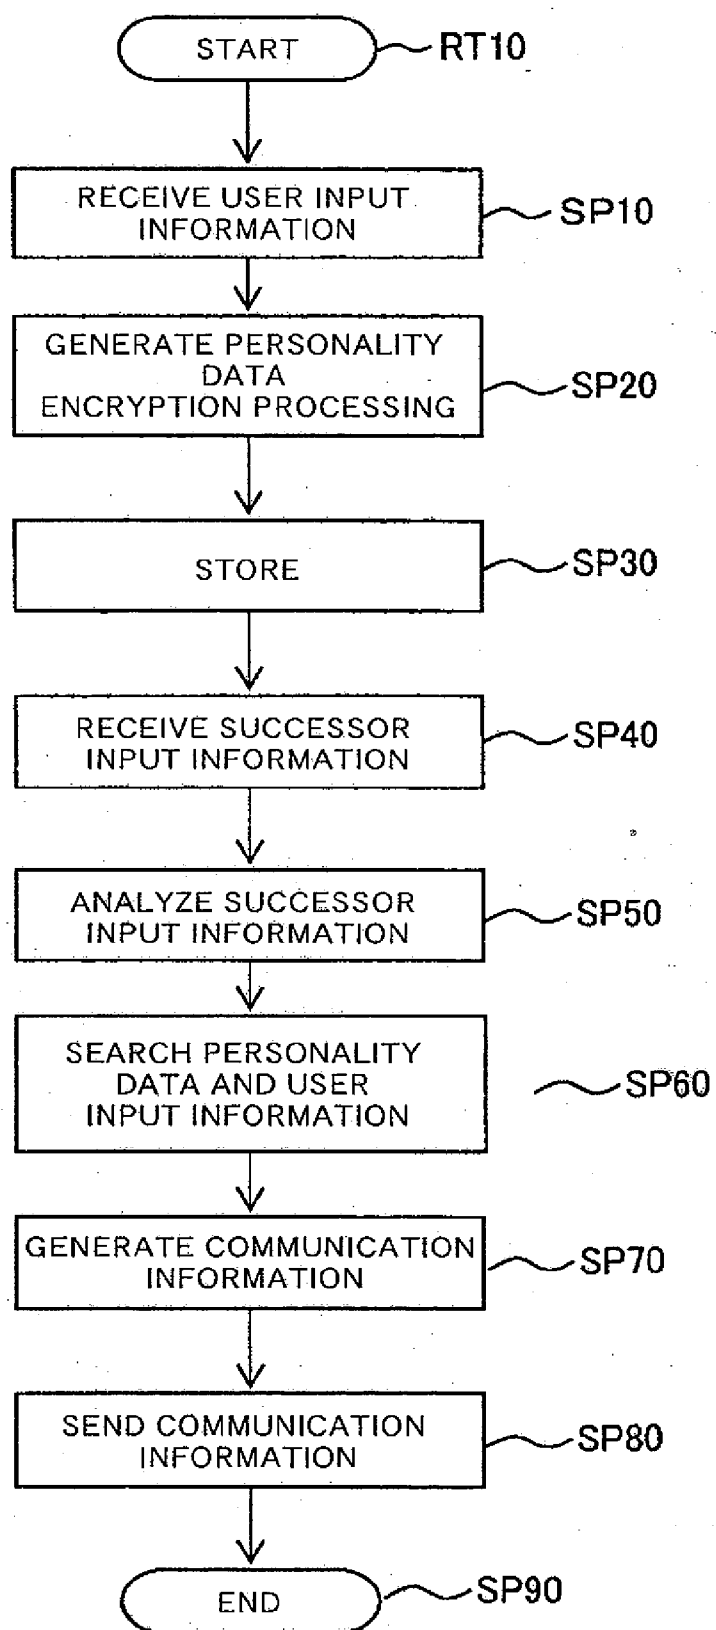 START
RT10
RECEIVE USER INPUT
INFORMATION
SP10
GENERATE PERSONALITY
DATA
ENCRYPTION PROCESSING
SP20
STORE
SP30
RECEIVE SUCCESSOR
INPUT INFORMATION
SP40
ANALYZE SUCCESSOR
INPUT INFORMATION
SP50
SEARCH PERSONALITY
DATA AND USER
INPUT INFORMATION
SP60
GENERATE COMMUNICATION
INFORMATION
SP70
SEND COMMUNICATION
INFORMATION
SP80
END
SP90